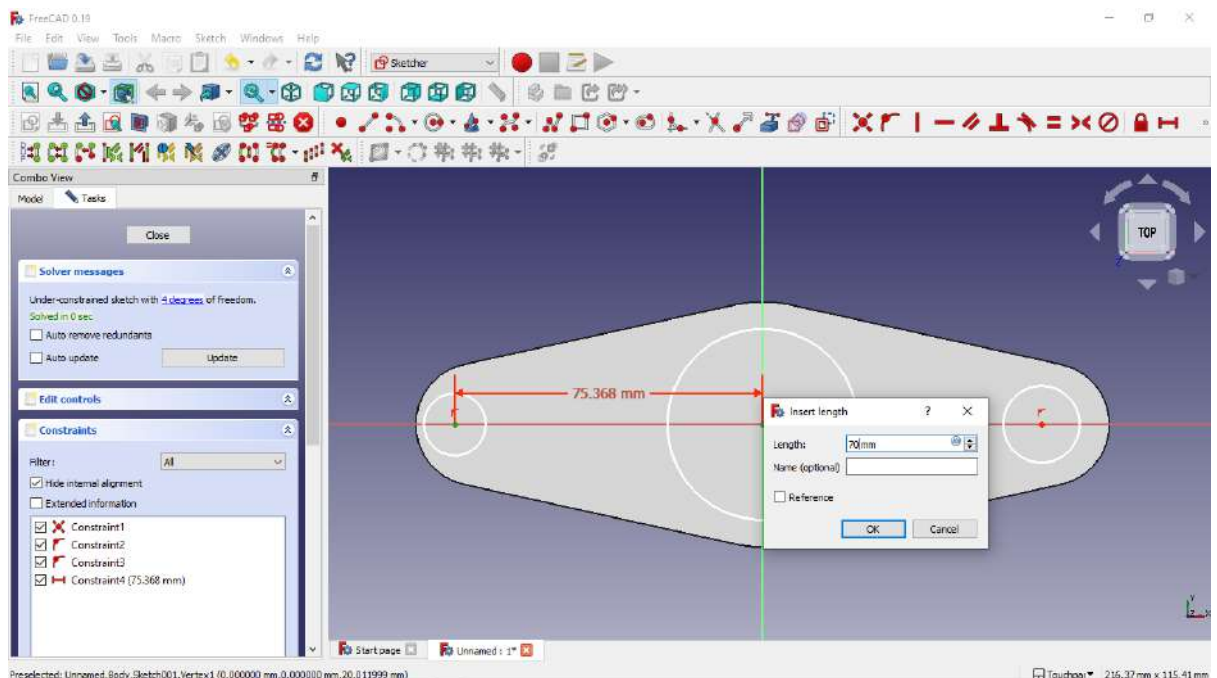 FreeCAD 0.19
File Edit View Tools Macro Sketch Windows Help
Sketcher
Combo View
Model Tasks
Close
Solver messages
Under-constrained sketch with 4 degrees of freedom.
Solved in 0 sec
Auto remove redundants
Auto update Update
Edit controls
Constraints
Filter: All
Hide internal alignment
Extended information
Constraint1
Constraint2
Constraint3
Constraint4 (75.368 mm)
TOP
Z
75.368 mm
Insert length ? ×
Length: 70 mm
Name (optional)
Reference
OK Cancel
Y
Z X
Start page Unnamed : 1*
Preselected: Unnamed.Body.Sketch001.Vertex1 (0.000000 mm,0.000000 mm,20.011999 mm)
Touchpad 216.37 mm x 115.41 mm